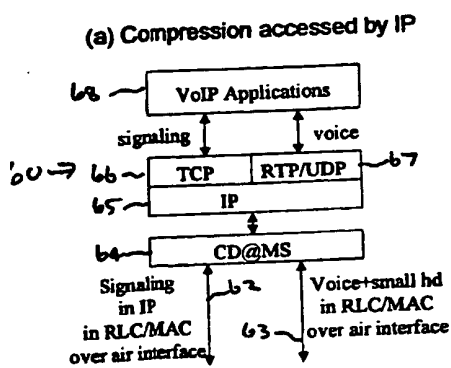 (a) Compression accessed by IP
68
VoIP Applications
signaling
voice
60
66
TCP
RTP/UDP
67
65
IP
64
CD@MS
Signaling
in IP
in RLC/MAC
over air interface
62
63
Voice+small hd
in RLC/MAC
over air interface